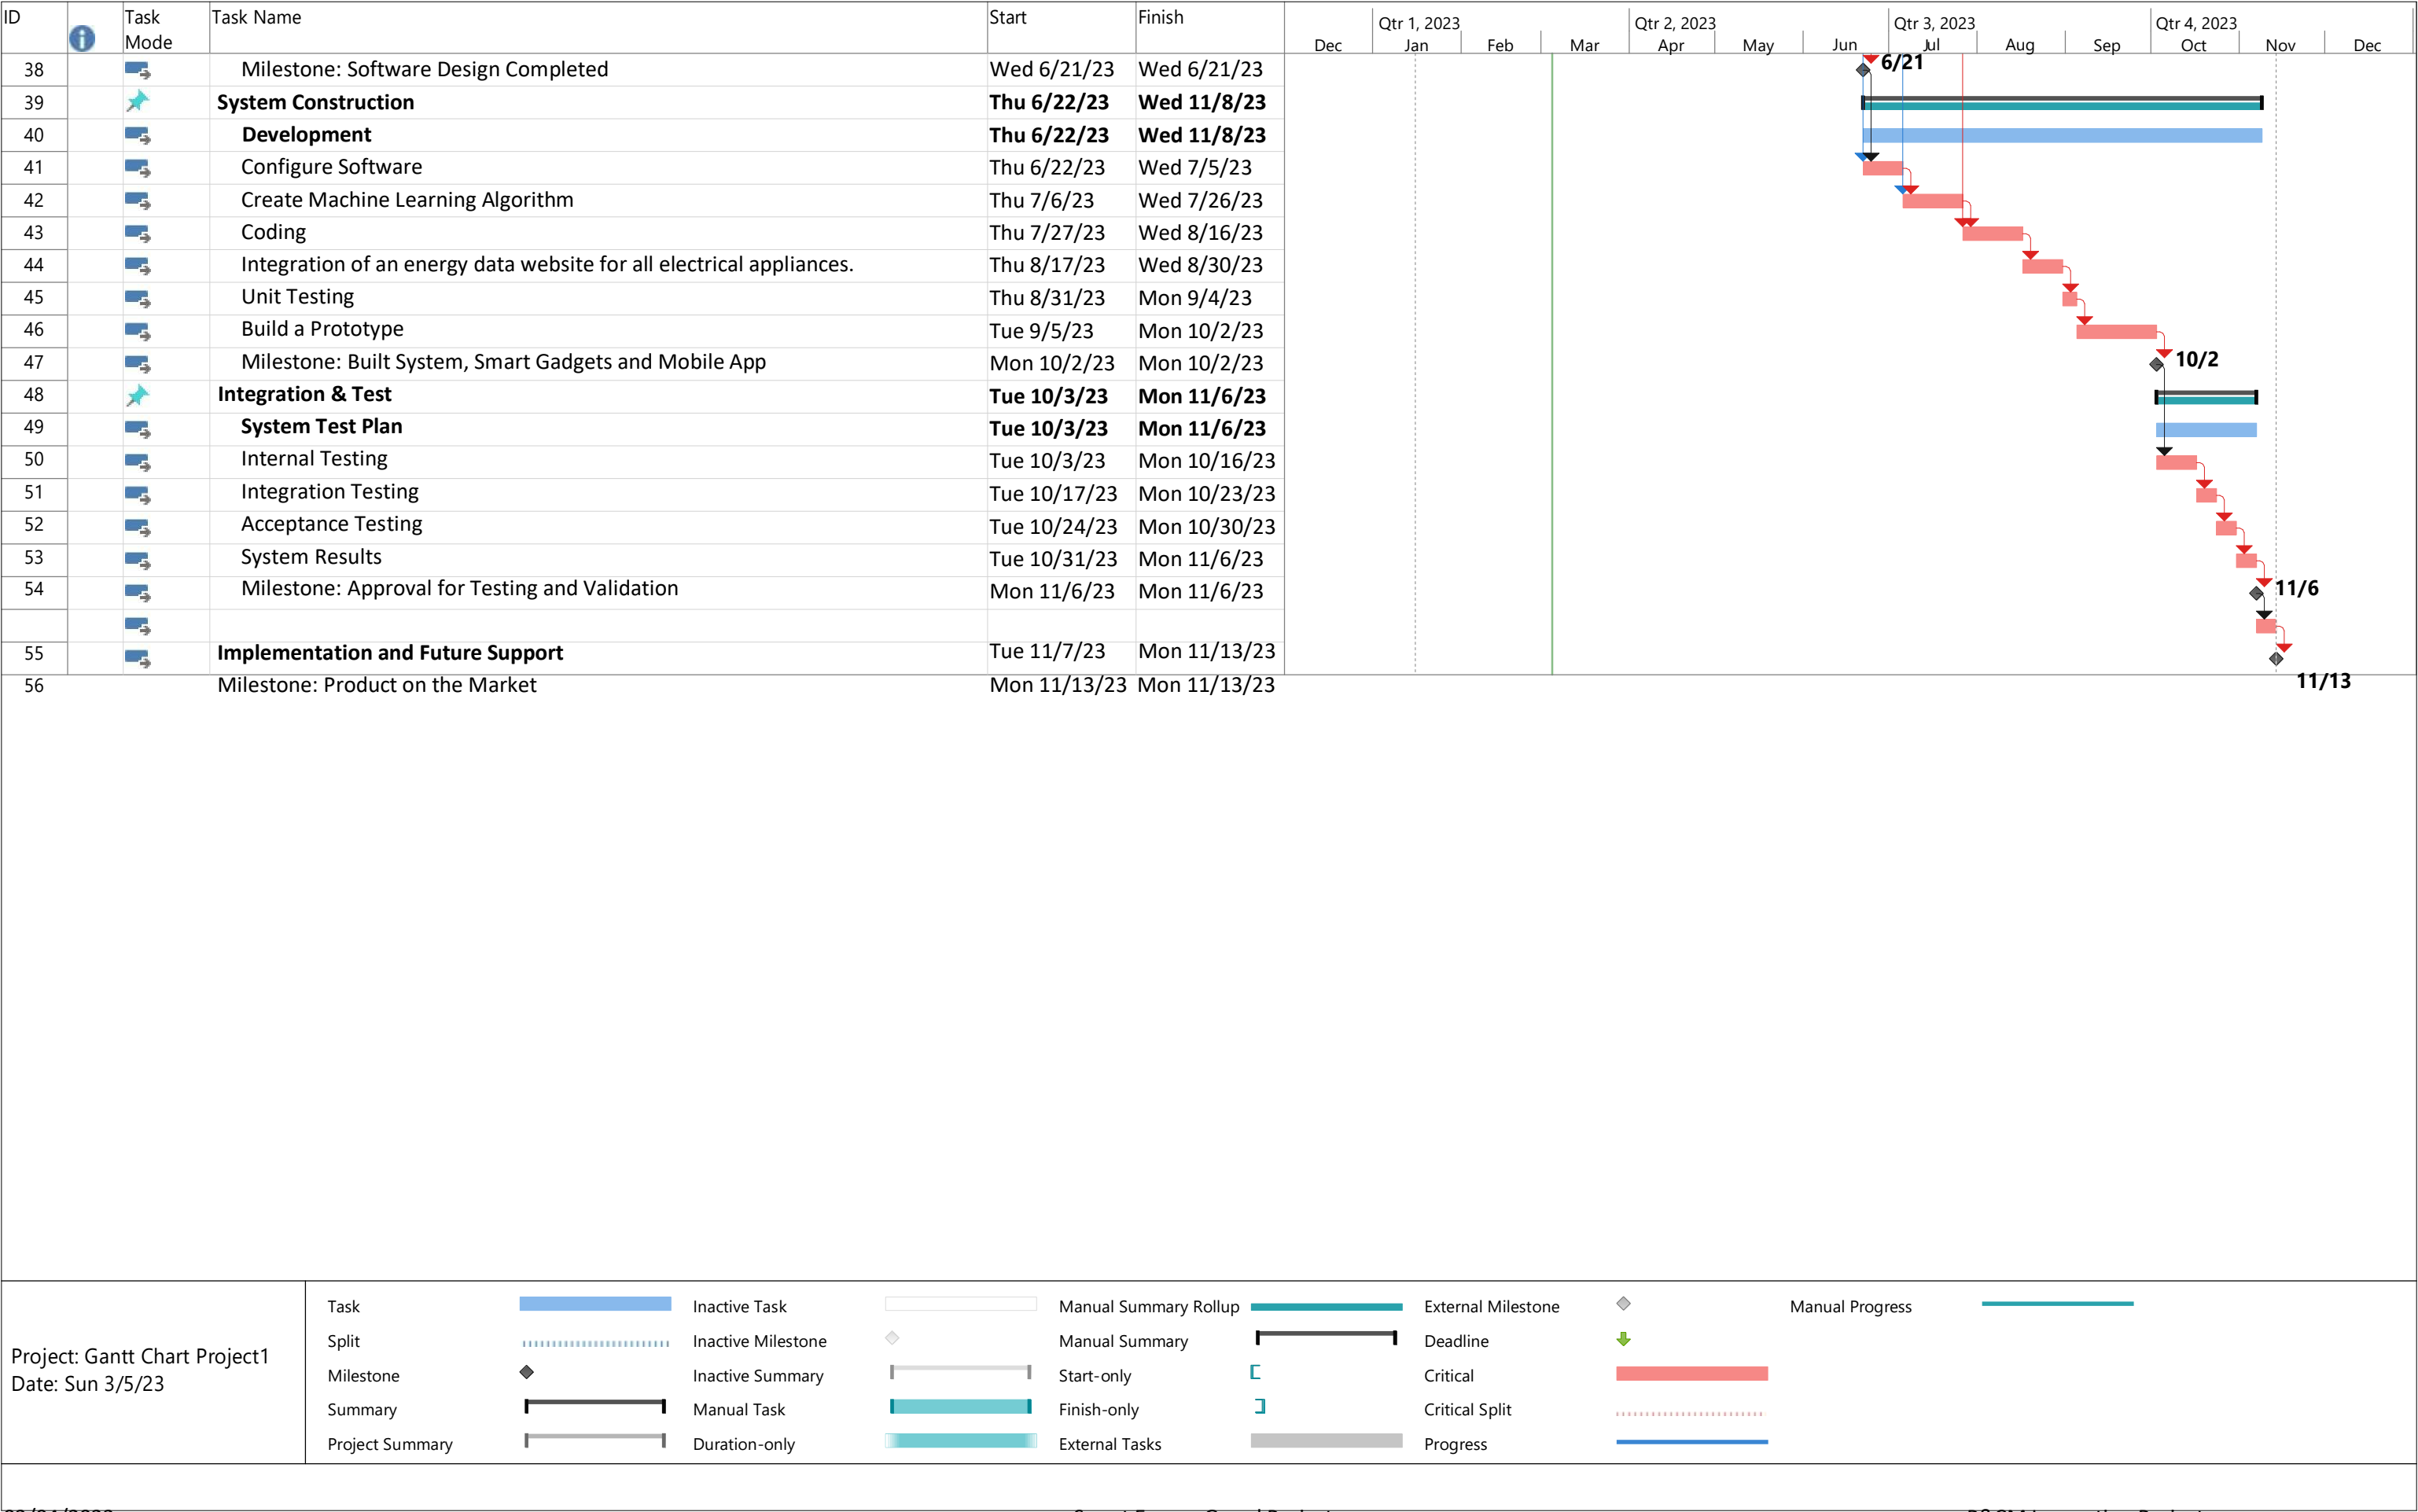 ID Task Mode Task Name Start Finish
Qtr 1, 2023 Qtr 2, 2023 Qtr 3, 2023 Qtr 4, 2023
Dec Jan Feb Mar Apr May Jun Jul Aug Sep Oct Nov Dec
38 Milestone: Software Design Completed Wed 6/21/23 Wed 6/21/23 6/21
39 System Construction Thu 6/22/23 Wed 11/8/23
40 Development Thu 6/22/23 Wed 11/8/23
41 Configure Software Thu 6/22/23 Wed 7/5/23
42 Create Machine Learning Algorithm Thu 7/6/23 Wed 7/26/23
43 Coding Thu 7/27/23 Wed 8/16/23
44 Integration of an energy data website for all electrical appliances. Thu 8/17/23 Wed 8/30/23
45 Unit Testing Thu 8/31/23 Mon 9/4/23
46 Build a Prototype Tue 9/5/23 Mon 10/2/23
47 Milestone: Built System, Smart Gadgets and Mobile App Mon 10/2/23 Mon 10/2/23 10/2
48 Integration & Test Tue 10/3/23 Mon 11/6/23
49 System Test Plan Tue 10/3/23 Mon 11/6/23
50 Internal Testing Tue 10/3/23 Mon 10/16/23
51 Integration Testing Tue 10/17/23 Mon 10/23/23
52 Acceptance Testing Tue 10/24/23 Mon 10/30/23
53 System Results Tue 10/31/23 Mon 11/6/23
54 Milestone: Approval for Testing and Validation Mon 11/6/23 Mon 11/6/23 11/6
55 Implementation and Future Support Tue 11/7/23 Mon 11/13/23
56 Milestone: Product on the Market Mon 11/13/23 Mon 11/13/23 11/13
Project: Gantt Chart Project1
Date: Sun 3/5/23
Task Inactive Task Manual Summary Rollup External Milestone Manual Progress
Split Inactive Milestone Manual Summary Deadline
Milestone Inactive Summary Start-only Critical
Summary Manual Task Finish-only Critical Split
Project Summary Duration-only External Tasks Progress